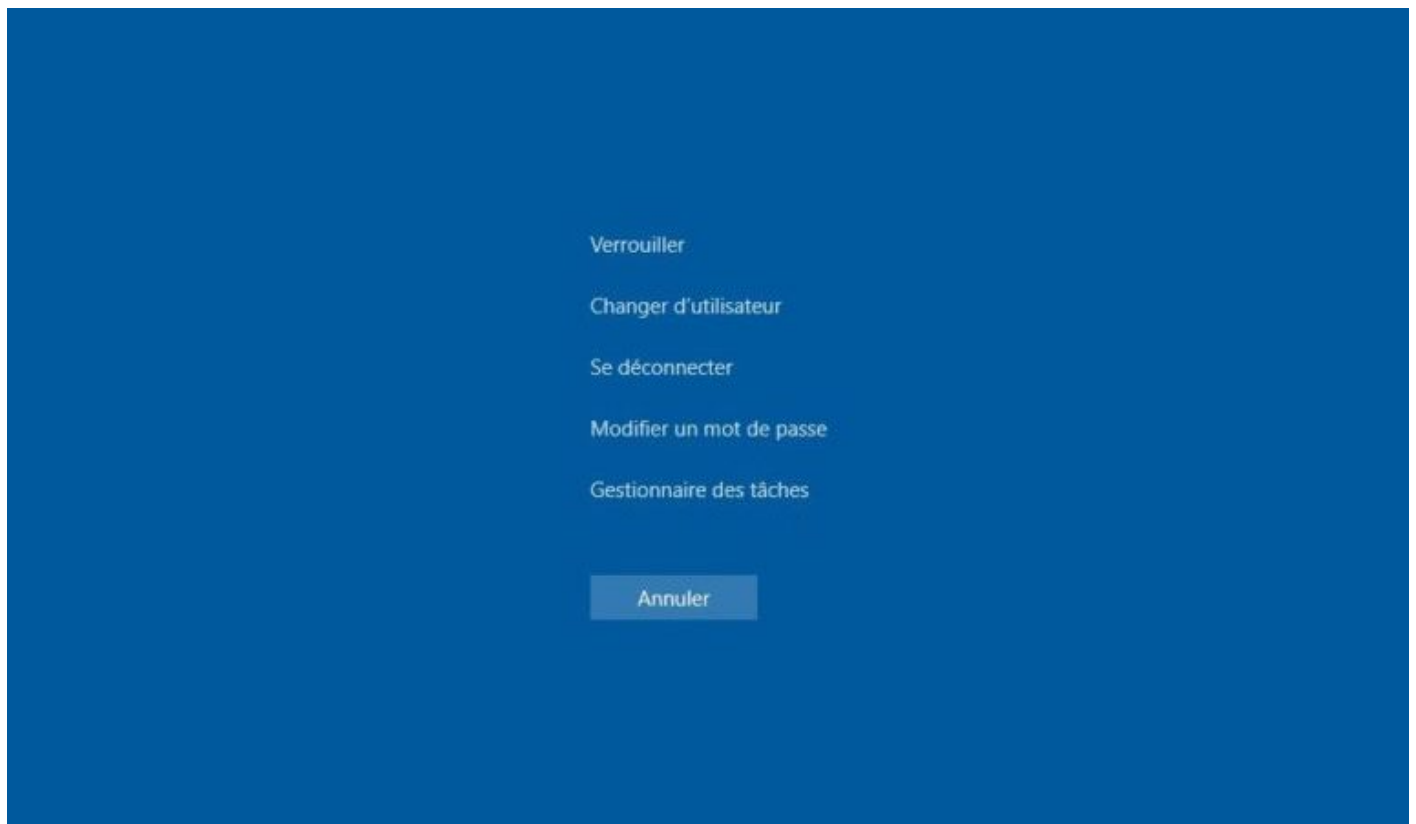 Verrouiller
Changer d'utilisateur
Se déconnecter
Modifier un mot de passe
Gestionnaire des tâches
Annuler